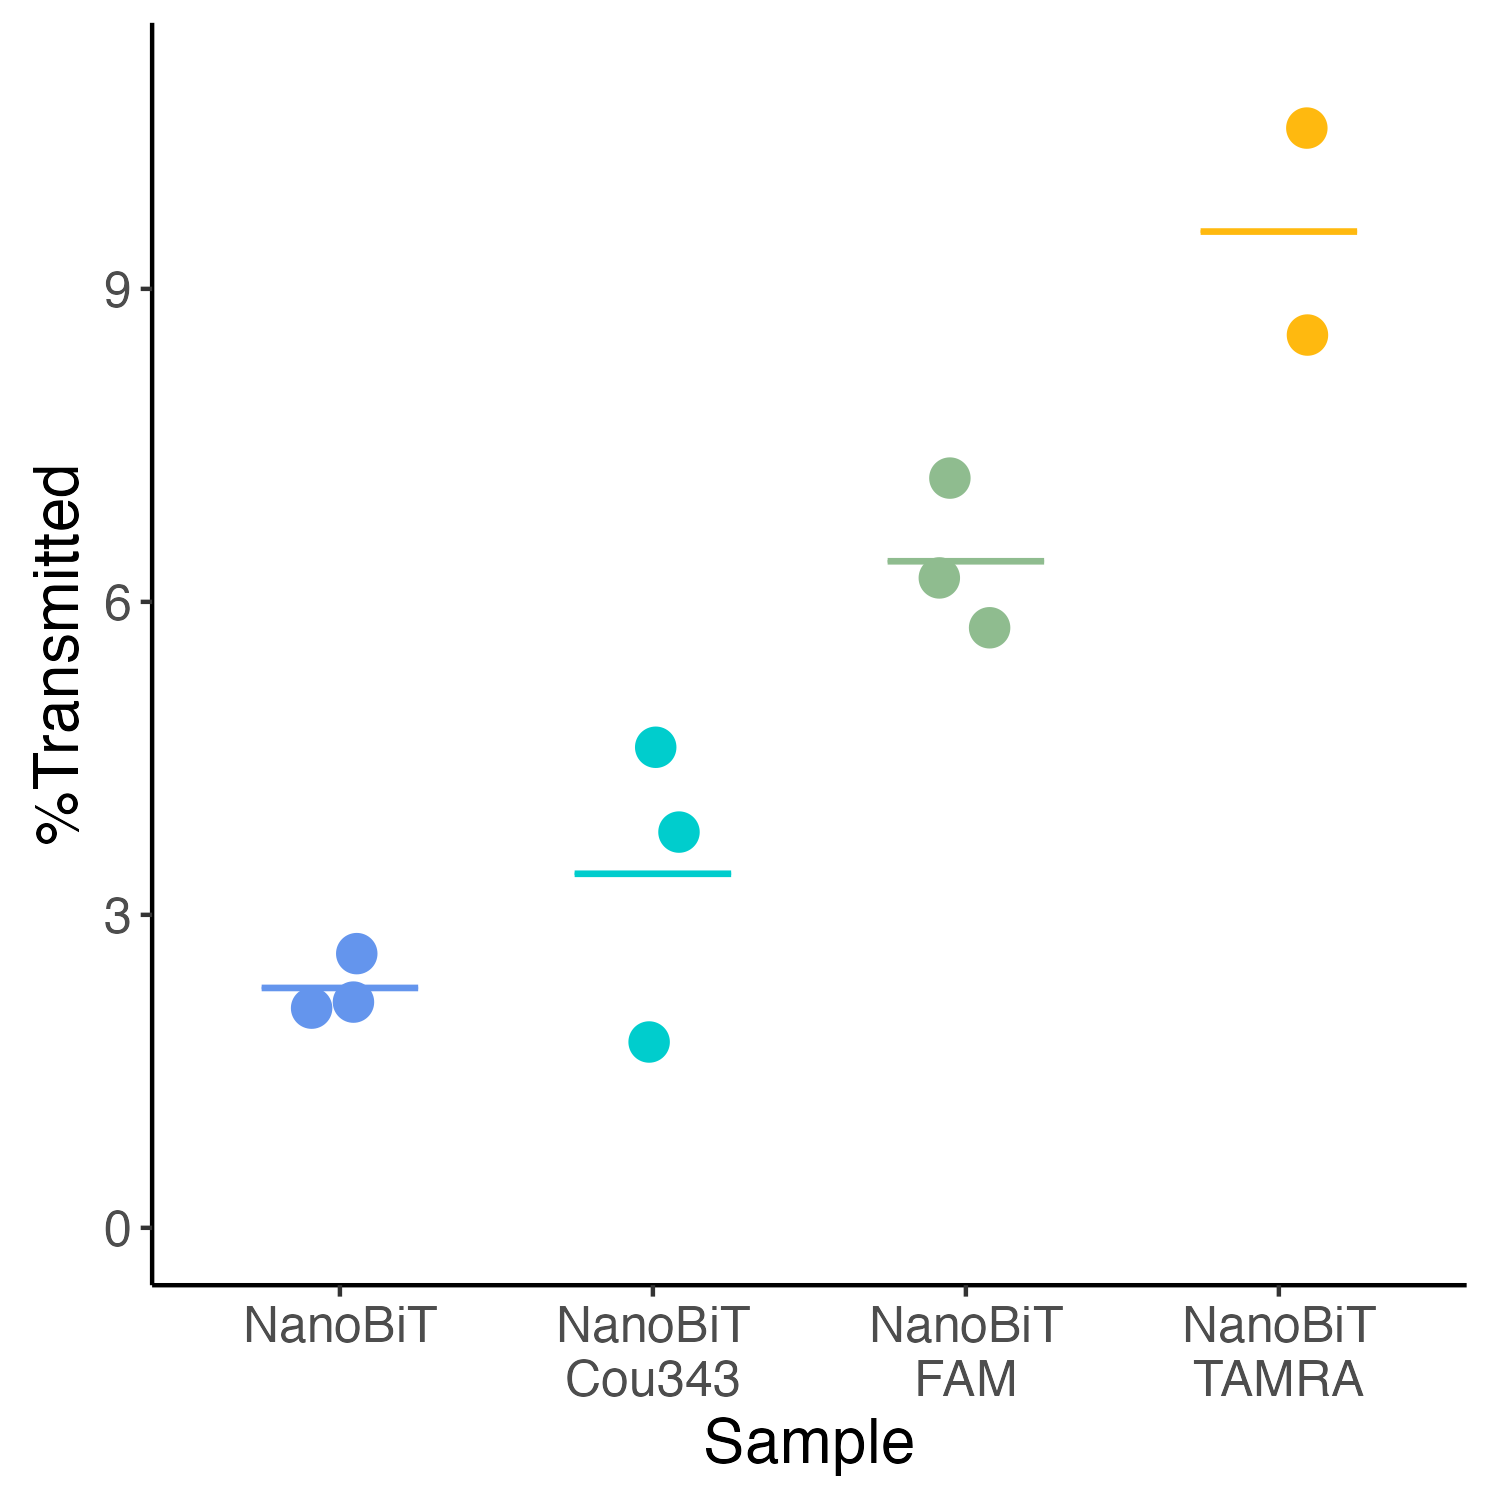 %Transmitted
9
6
3
0
NanoBiT
NanoBiT
Cou343
NanoBiT
FAM
NanoBiT
TAMRA
Sample